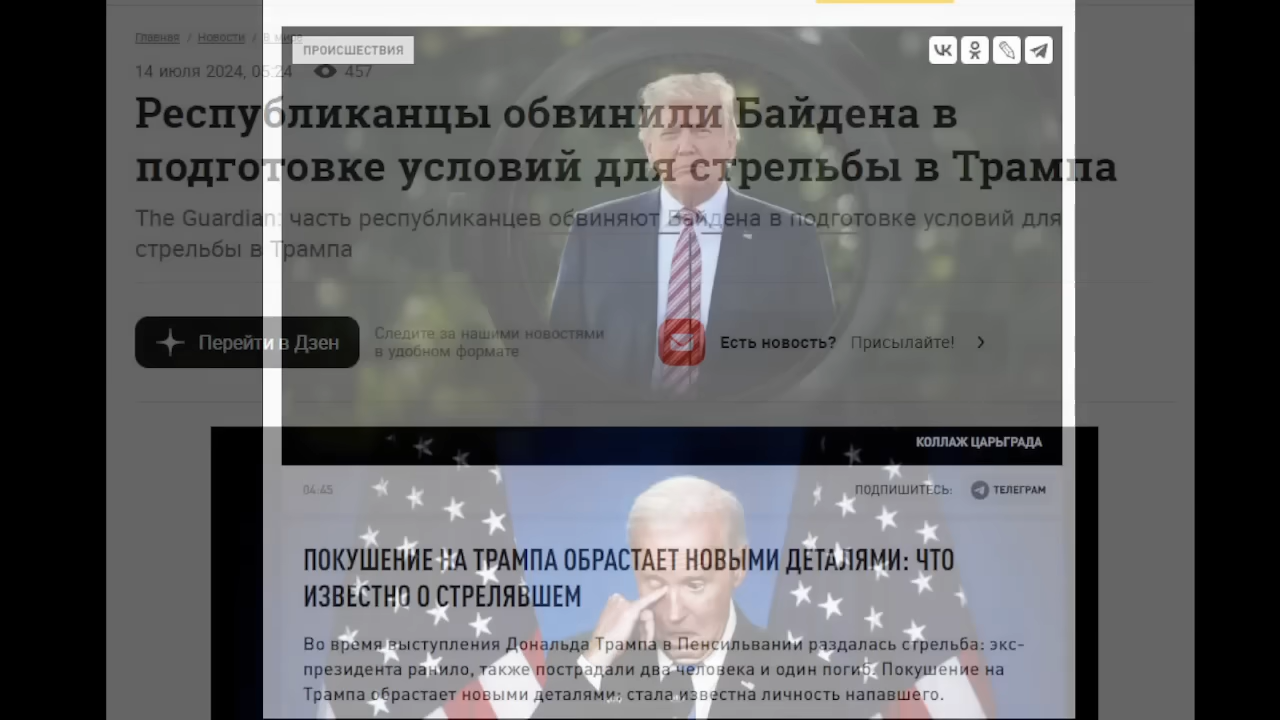 Главная / Новости / В мире
ПРОИСШЕСТВИЯ
14 июля 2024, 05:24 457
Республиканцы обвинили Байдена в
подготовке условий для стрельбы в Трампа
The Guardian: часть республиканцев обвиняют Байдена в подготовке условий для
стрельбы в Трампа
Перейти в Дзен
Следите за нашими новостями
в удобном формате
Есть новость? Присылайте!
КОЛЛАЖ ЦАРЬГРАДА
04:45
ПОДПИШИТЕСЬ: ТЕЛЕГРАМ
ПОКУШЕНИЕ НА ТРАМПА ОБРАСТАЕТ НОВЫМИ ДЕТАЛЯМИ: ЧТО
ИЗВЕСТНО О СТРЕЛЯВШЕМ
Во время выступления Дональда Трампа в Пенсильвании раздалась стрельба: экс-
президента ранило, также пострадали два человека и один погиб. Покушение на
Трампа обрастает новыми деталями: стала известна личность напавшего.